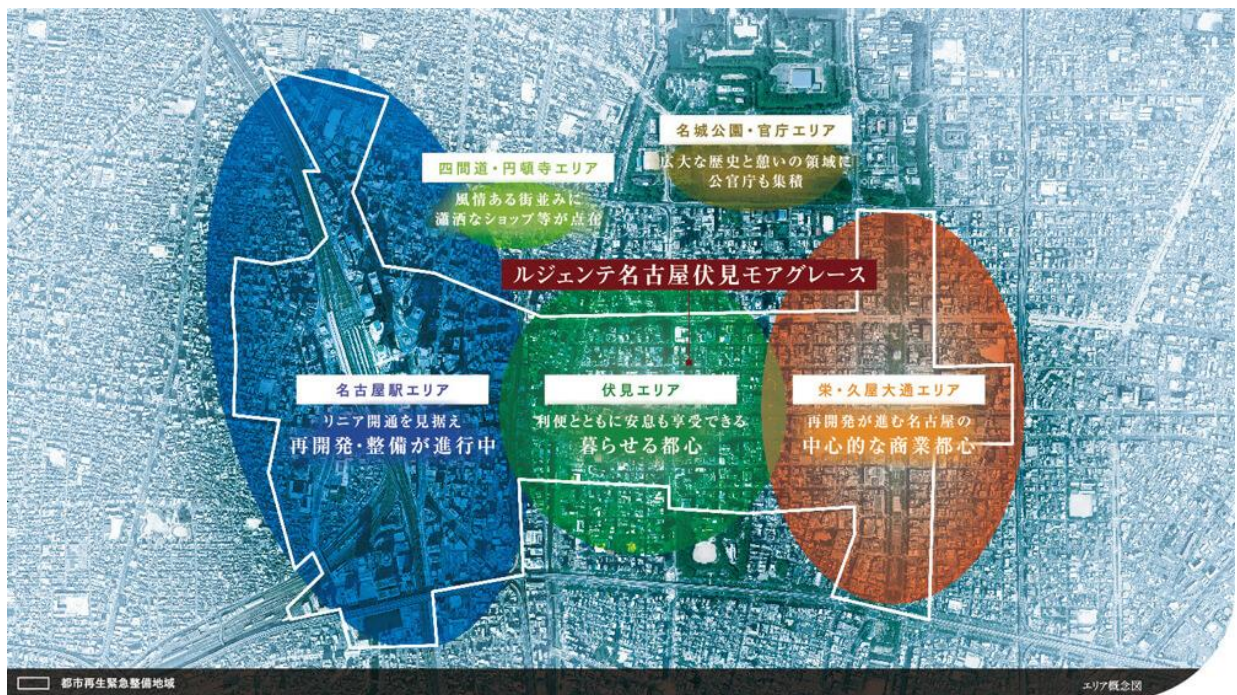 名城公園・官庁エリア
広大な歴史と憩いの領域に
公官庁も集積
四間道・円頓寺エリア
風情ある街並みに
瀟洒なショップ等が点在
ルジェンテ名古屋伏見モアグレース
名古屋駅エリア
リニア開通を見据え
再開発・整備が進行中
伏見エリア
利便とともに安息も享受できる
暮らせる都心
栄・久屋大通エリア
再開発が進む名古屋の
中心的な商業都心
都市再生緊急整備地域
エリア概念図